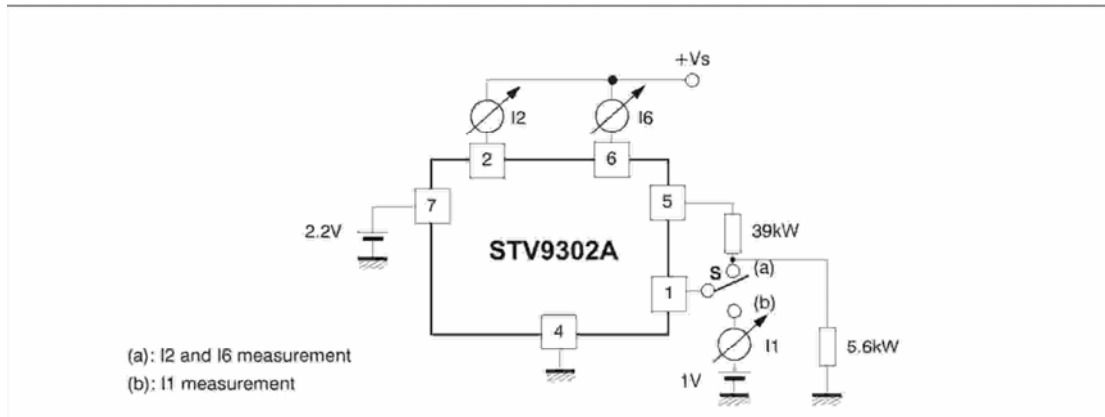 +Vs
I2
I6
2
6
7
5
2.2V
39kW
STV9302A
S
(a)
1
(b)
4
I1
5.6kW
1V
(a): I2 and I6 measurement
(b): I1 measurement